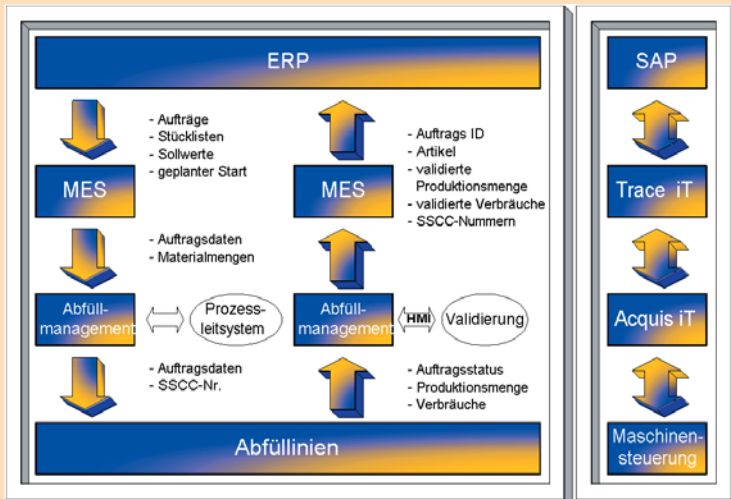 ERP
- Aufträge
- Stücklisten
- Sollwerte
- geplanter Start
- Auftrags ID
- Artikel
- validierte
Produktionsmenge
- validierte Verbräuche
- SSCC-Nummern
MES
MES
- Auftragsdaten
- Materialmengen
Abfüll-
management
Prozess-
leitsystem
Abfüll-
management
HMI
Validierung
- Auftragsdaten
- SSCC-Nr.
- Auftragsstatus
- Produktionsmenge
- Verbräuche
Abfüllinien
SAP
Trace iT
Acquis iT
Maschinen-
steuerung